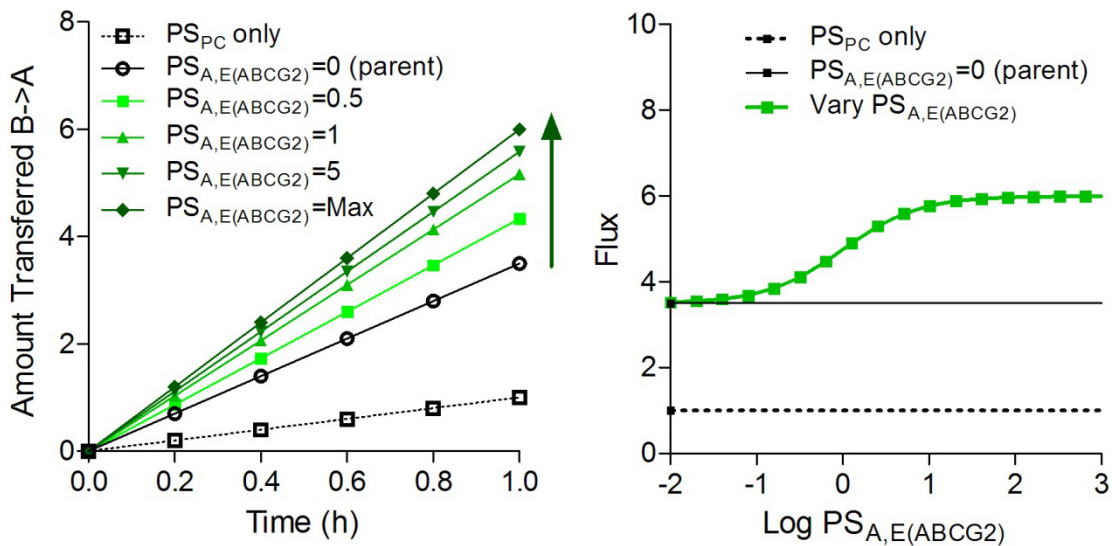 Amount Transferred B->A
8
6
4
2
0
PS_PC only
PS_A,E(ABCG2)=0 (parent)
PS_A,E(ABCG2)=0.5
PS_A,E(ABCG2)=1
PS_A,E(ABCG2)=5
PS_A,E(ABCG2)=Max
0.0 0.2 0.4 0.6 0.8 1.0
Time (h)
Flux
10
8
6
4
2
0
PS_PC only
PS_A,E(ABCG2)=0 (parent)
Vary PS_A,E(ABCG2)
-2 -1 0 1 2 3
Log PS_A,E(ABCG2)